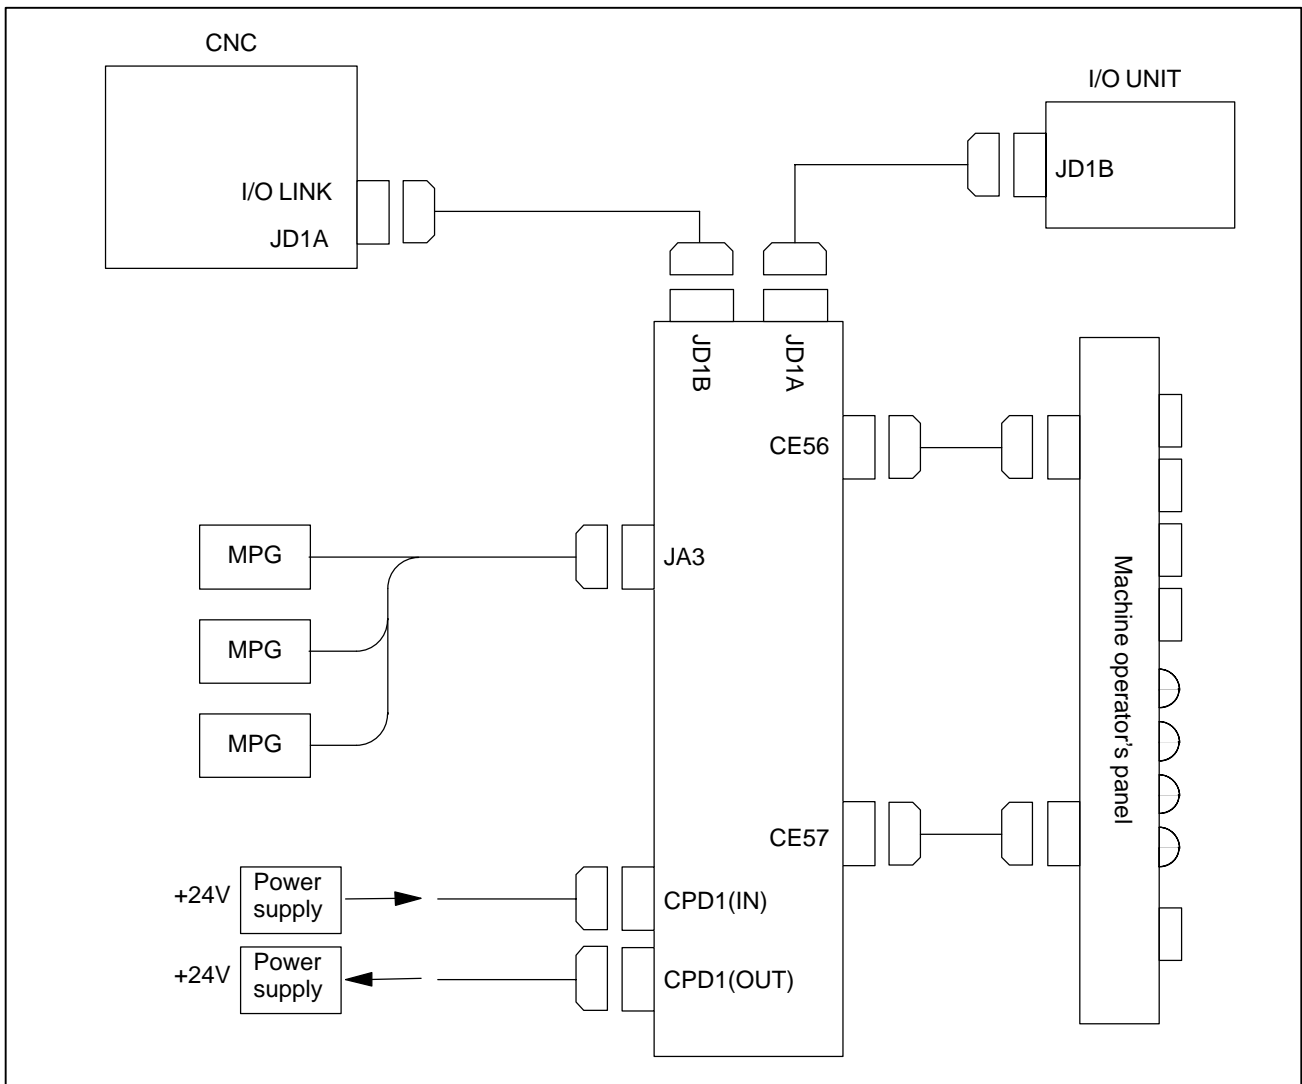 CNC
I/O UNIT
I/O LINK
JD1A
JD1B
JD1B
JD1A
CE56
MPG
JA3
MPG
MPG
Machine operator's panel
CE57
+24V
Power
supply
CPD1(IN)
+24V
Power
supply
CPD1(OUT)